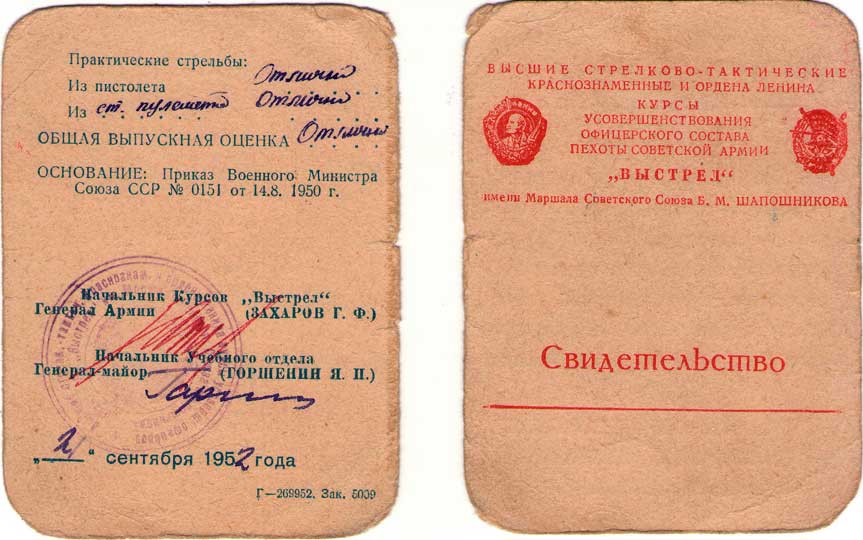 Практические стрельбы:
Из пистолета Отлично
Из ст. пулемета Отлично
ОБЩАЯ ВЫПУСКНАЯ ОЦЕНКА Отлично
ОСНОВАНИЕ: Приказ Военного Министра
Союза ССР № 0151 от 14.8. 1950 г.
Начальник Курсов „Выстрел“
Генерал Армии (ЗАХАРОВ Г. Ф.)
Начальник Учебного отдела
Генерал-майор (ГОРШЕНИН Я. П.)
„21“ сентября 1952 года
Г—269952. Зак. 5009
ВЫСШИЕ СТРЕЛКОВО-ТАКТИЧЕСКИЕ
КРАСНОЗНАМЕННЫЕ И ОРДЕНА ЛЕНИНА
КУРСЫ
УСОВЕРШЕНСТВОВАНИЯ
ОФИЦЕРСКОГО СОСТАВА
ПЕХОТЫ СОВЕТСКОЙ АРМИИ
„ВЫСТРЕЛ“
имени Маршала Советского Союза Б. М. ШАПОШНИКОВА
Свидетельство